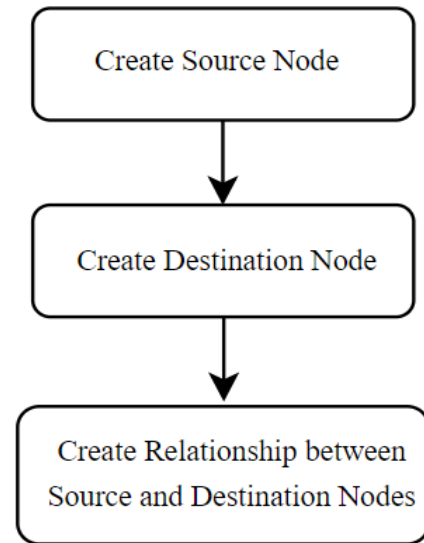 Create Source Node
Create Destination Node
Create Relationship between
Source and Destination Nodes